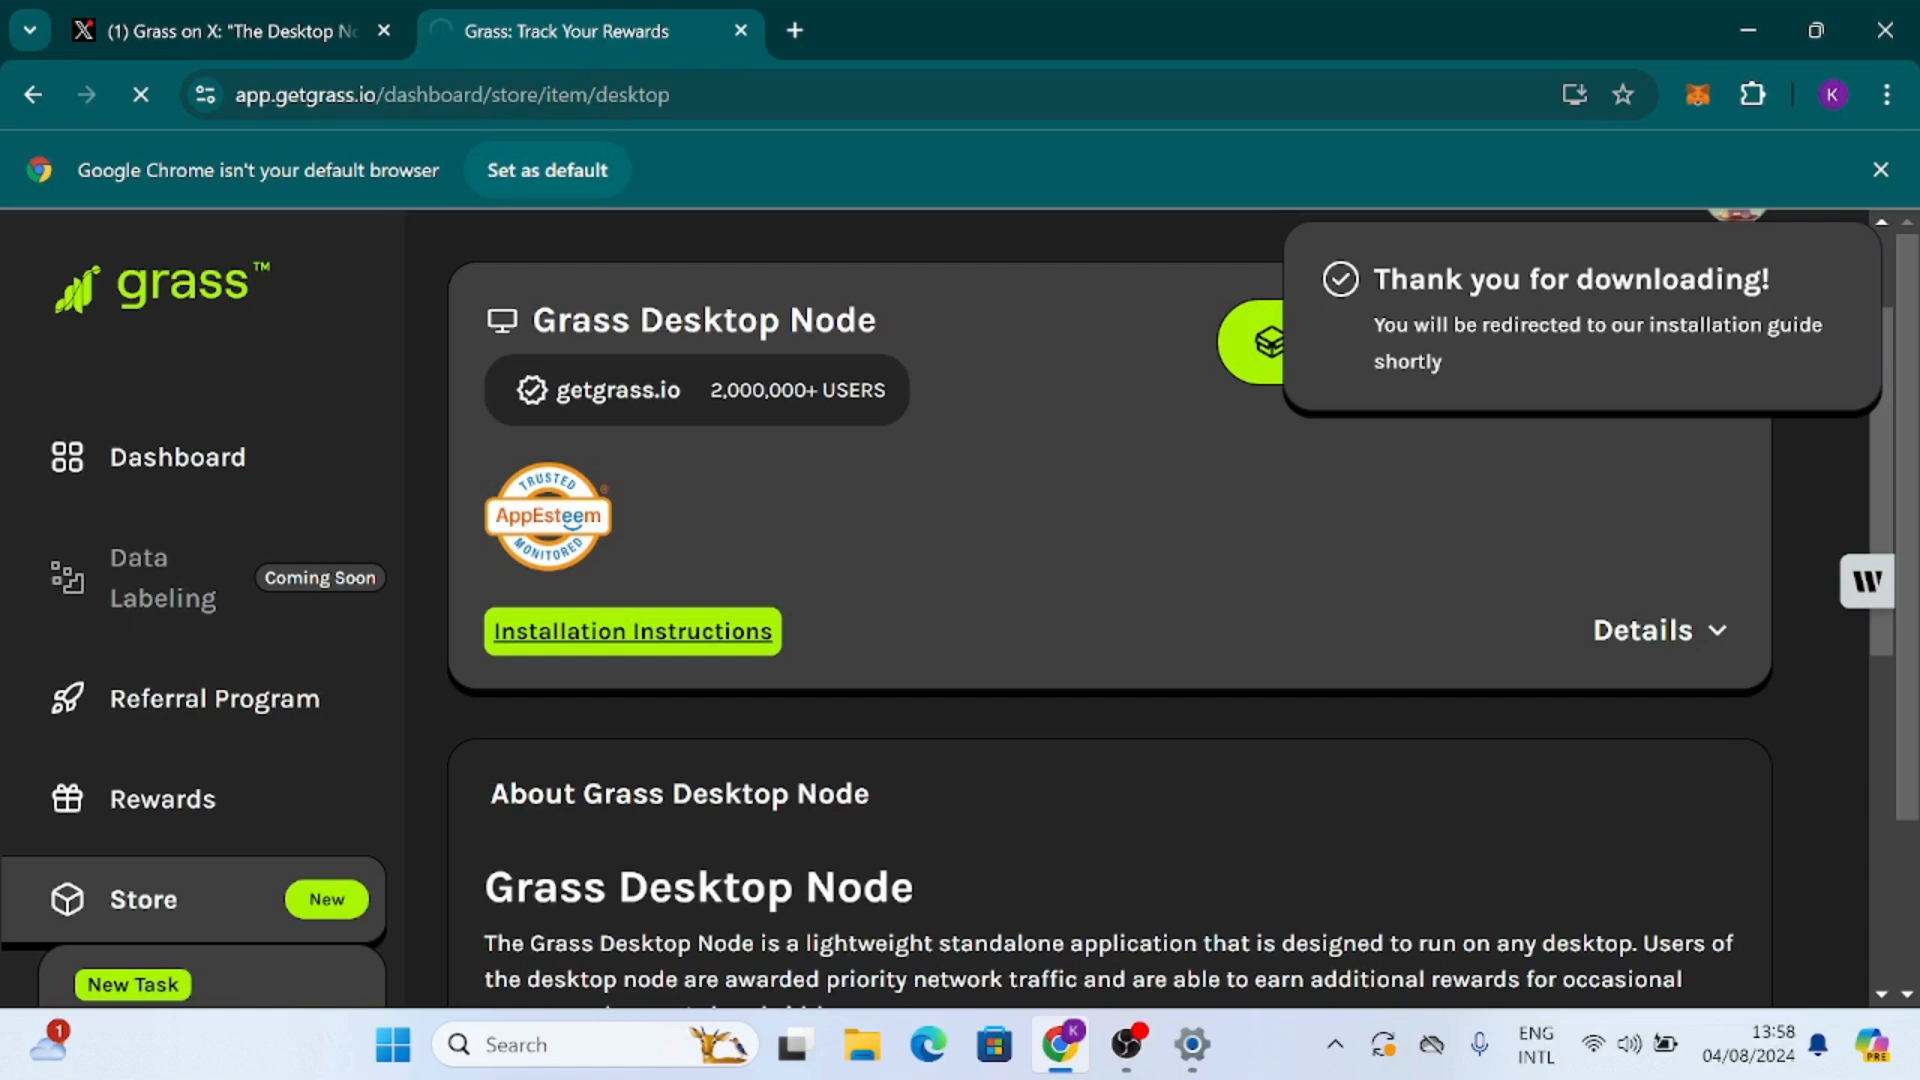 (1) Grass on X: "The Desktop No
Grass: Track Your Rewards
app.getgrass.io/dashboard/store/item/desktop
K
Google Chrome isn't your default browser
Set as default
grass™
Dashboard
Data
Labeling
Coming Soon
Referral Program
Rewards
Store
New
New Task
Grass Desktop Node
getgrass.io
2,000,000+ USERS
TRUSTED
AppEsteem®
MONITORED
Installation Instructions
Details
Thank you for downloading!
You will be redirected to our installation guide
shortly
W
About Grass Desktop Node
Grass Desktop Node
The Grass Desktop Node is a lightweight standalone application that is designed to run on any desktop. Users of
the desktop node are awarded priority network traffic and are able to earn additional rewards for occasional
1
Search
K
ENG
INTL
13:58
04/08/2024
PRE